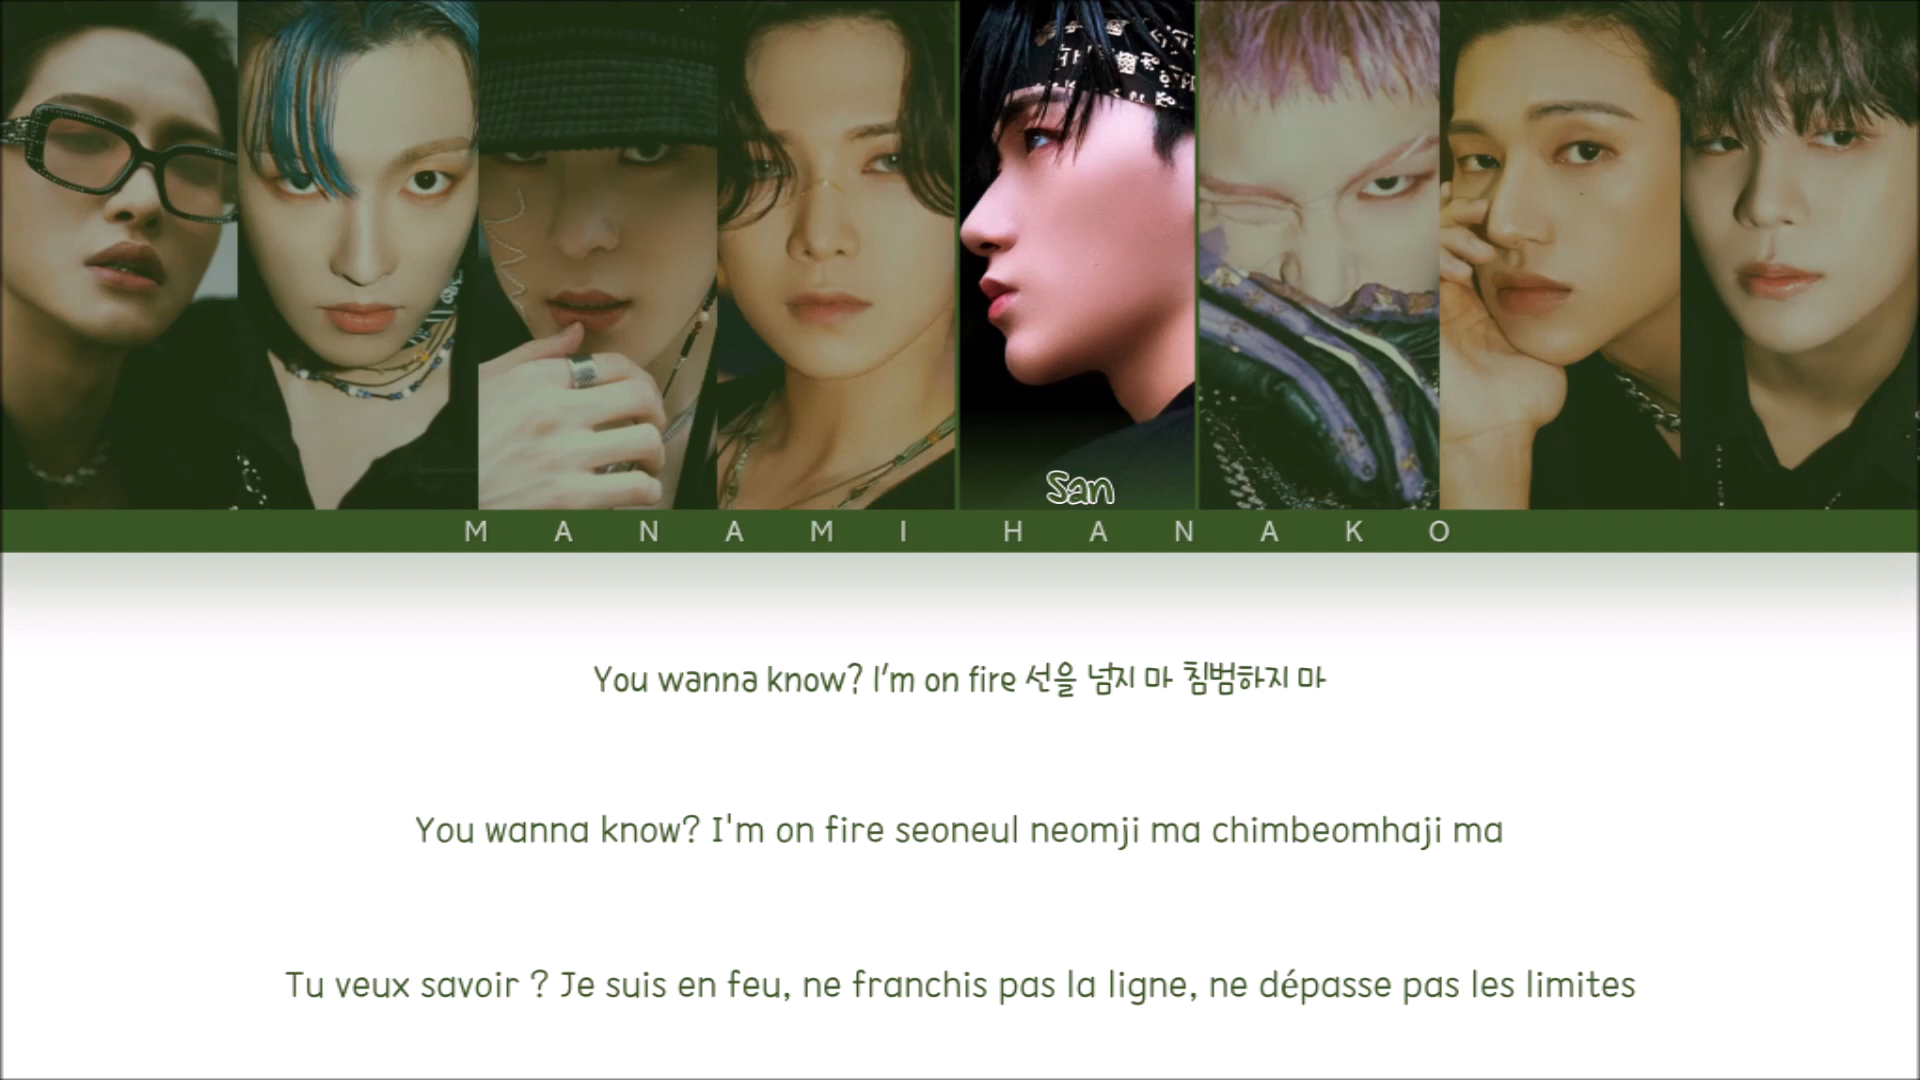 San
MANAMI HANAKO
You wanna know? I'm on fire 선을 넘지 마 침범하지 마
You wanna know? I'm on fire seoneul neomji ma chimbeomhaji ma
Tu veux savoir ? Je suis en feu, ne franchis pas la ligne, ne dépasse pas les limites